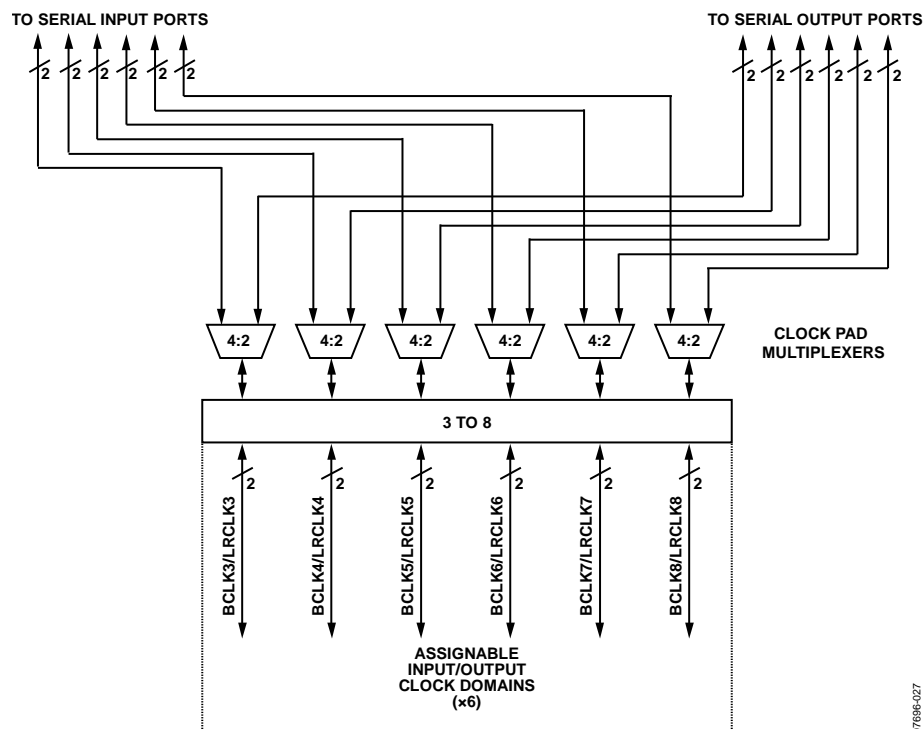 TO SERIAL INPUT PORTS
TO SERIAL OUTPUT PORTS
2 2 2 2 2 2
2 2 2 2 2 2
4:2 4:2 4:2 4:2 4:2 4:2
CLOCK PAD
MULTIPLEXERS
3 TO 8
2 2 2 2 2 2
BCLK3/LRCLK3
BCLK4/LRCLK4
BCLK5/LRCLK5
BCLK6/LRCLK6
BCLK7/LRCLK7
BCLK8/LRCLK8
ASSIGNABLE
INPUT/OUTPUT
CLOCK DOMAINS
(×6)